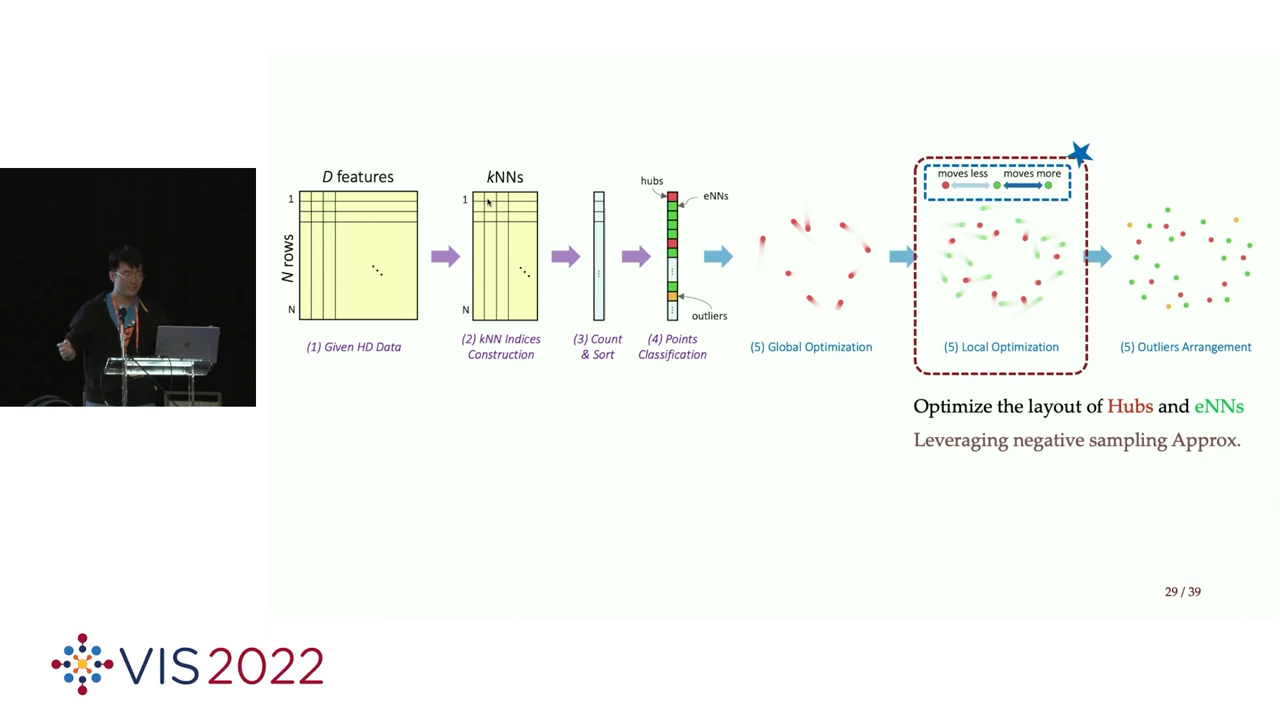 D features
1
N rows
N
(1) Given HD Data
kNNs
1
N
(2) kNN Indices
Construction
(3) Count
& Sort
hubs
eNNs
outliers
(4) Points
Classification
(5) Global Optimization
moves less
moves more
(5) Local Optimization
(5) Outliers Arrangement
Optimize the layout of Hubs and eNNs
Leveraging negative sampling Approx.
29 / 39
VIS2022